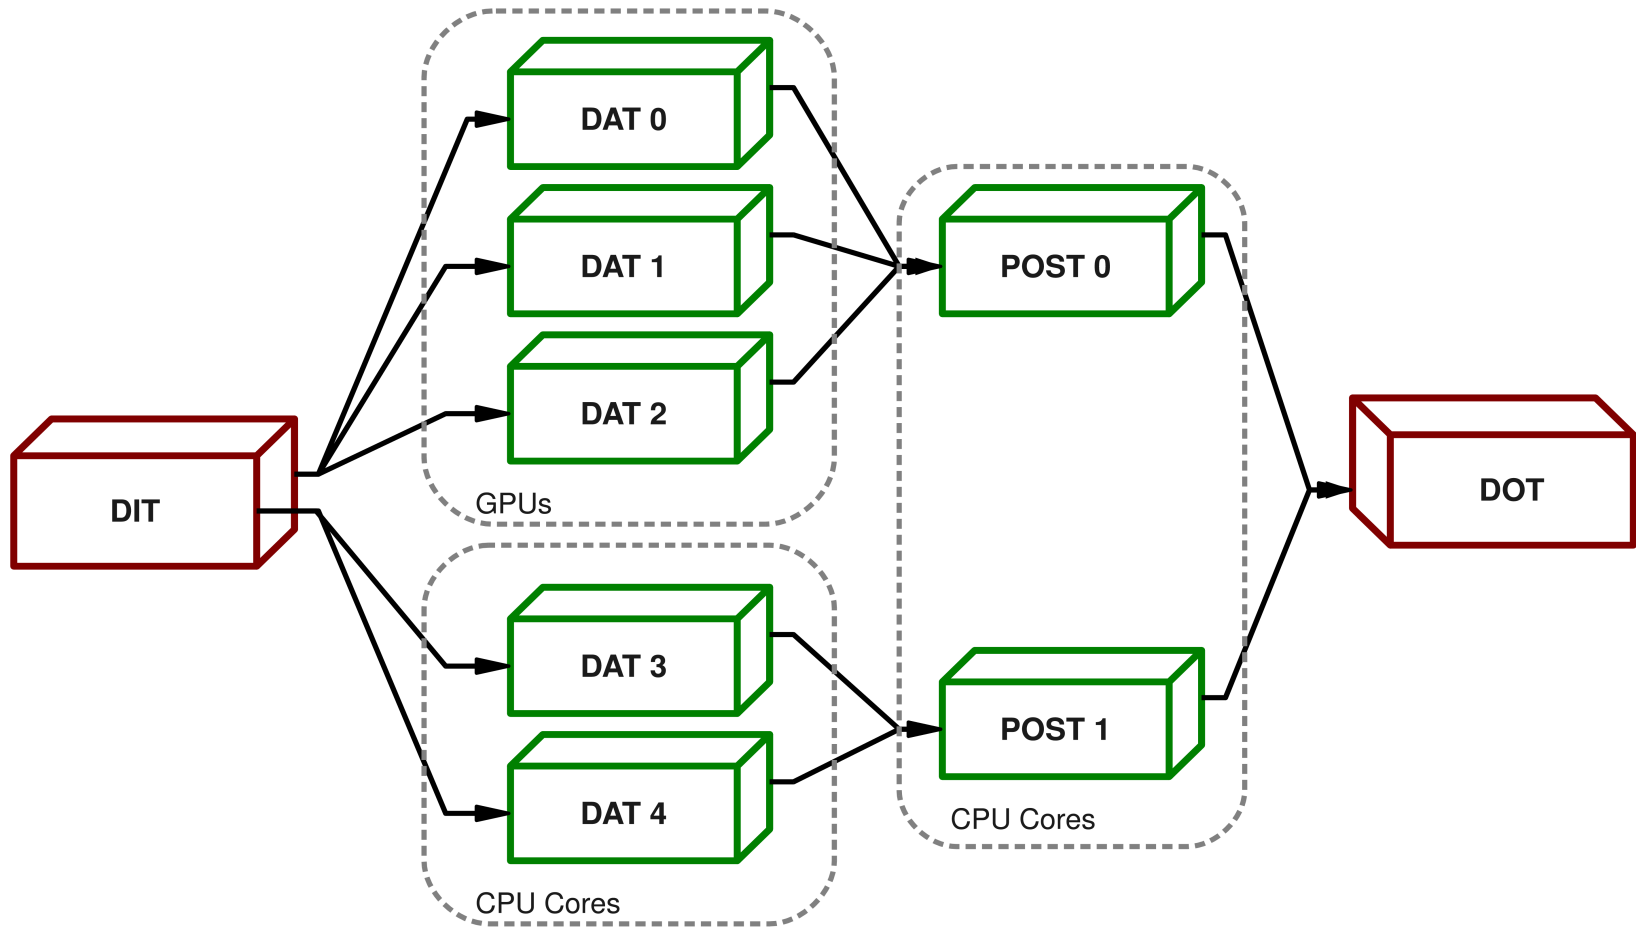 DAT 0
DAT 1
DAT 2
GPUs
DIT
DAT 3
DAT 4
CPU Cores
POST 0
POST 1
CPU Cores
DOT